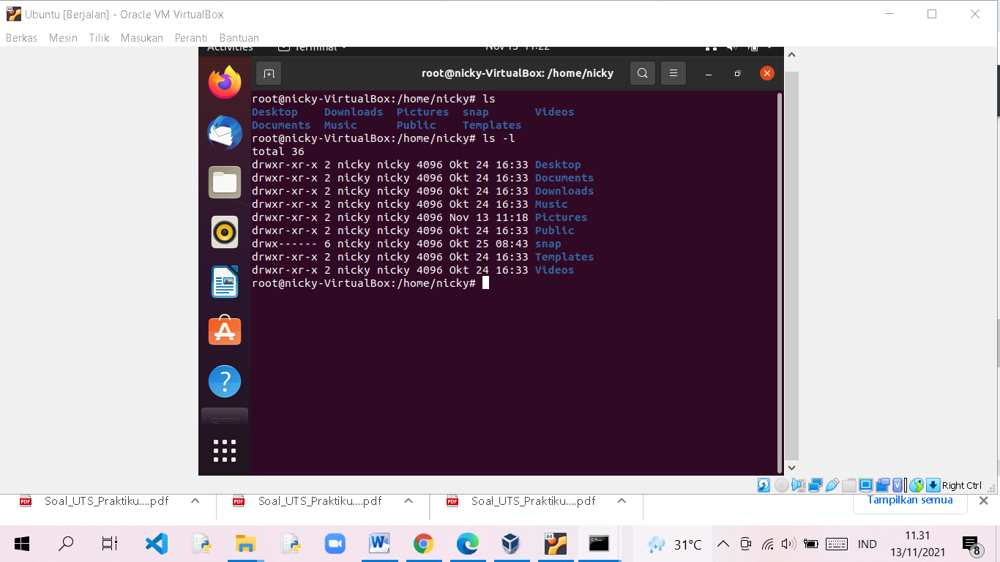 Ubuntu [Berjalan] - Oracle VM VirtualBox
Berkas Mesin Tilik Masukan Peranti Bantuan
Activities Terminal Nov 13 11:22
root@nicky-VirtualBox: /home/nicky
root@nicky-VirtualBox:/home/nicky# ls
Desktop Downloads Pictures snap Videos
Documents Music Public Templates
root@nicky-VirtualBox:/home/nicky# ls -l
total 36
drwxr-xr-x 2 nicky nicky 4096 Okt 24 16:33 Desktop
drwxr-xr-x 2 nicky nicky 4096 Okt 24 16:33 Documents
drwxr-xr-x 2 nicky nicky 4096 Okt 24 16:33 Downloads
drwxr-xr-x 2 nicky nicky 4096 Okt 24 16:33 Music
drwxr-xr-x 2 nicky nicky 4096 Nov 13 11:18 Pictures
drwxr-xr-x 2 nicky nicky 4096 Okt 24 16:33 Public
drwx------ 6 nicky nicky 4096 Okt 25 08:43 snap
drwxr-xr-x 2 nicky nicky 4096 Okt 24 16:33 Templates
drwxr-xr-x 2 nicky nicky 4096 Okt 24 16:33 Videos
root@nicky-VirtualBox:/home/nicky#
Right Ctrl
Soal_UTS_Praktiku....pdf Soal_UTS_Praktiku....pdf Soal_UTS_Praktiku....pdf Tampilkan semua
31°C IND 11.31
13/11/2021
8